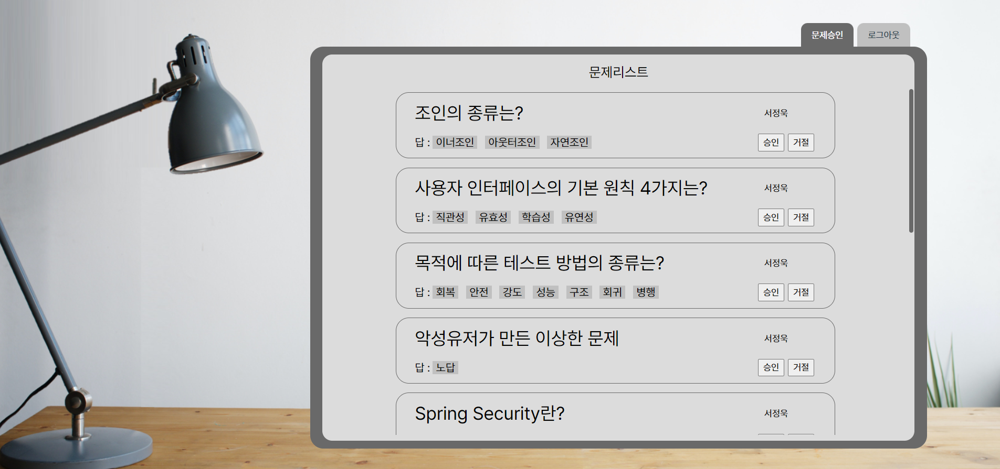 문제승인 로그아웃
문제리스트
조인의 종류는? 서정욱
답 : 이너조인 아웃터조인 자연조인 승인 거절
사용자 인터페이스의 기본 원칙 4가지는? 서정욱
답 : 직관성 유효성 학습성 유연성 승인 거절
목적에 따른 테스트 방법의 종류는? 서정욱
답 : 회복 안전 강도 성능 구조 회귀 병행 승인 거절
악성유저가 만든 이상한 문제 서정욱
답 : 노답 승인 거절
Spring Security란? 서정욱